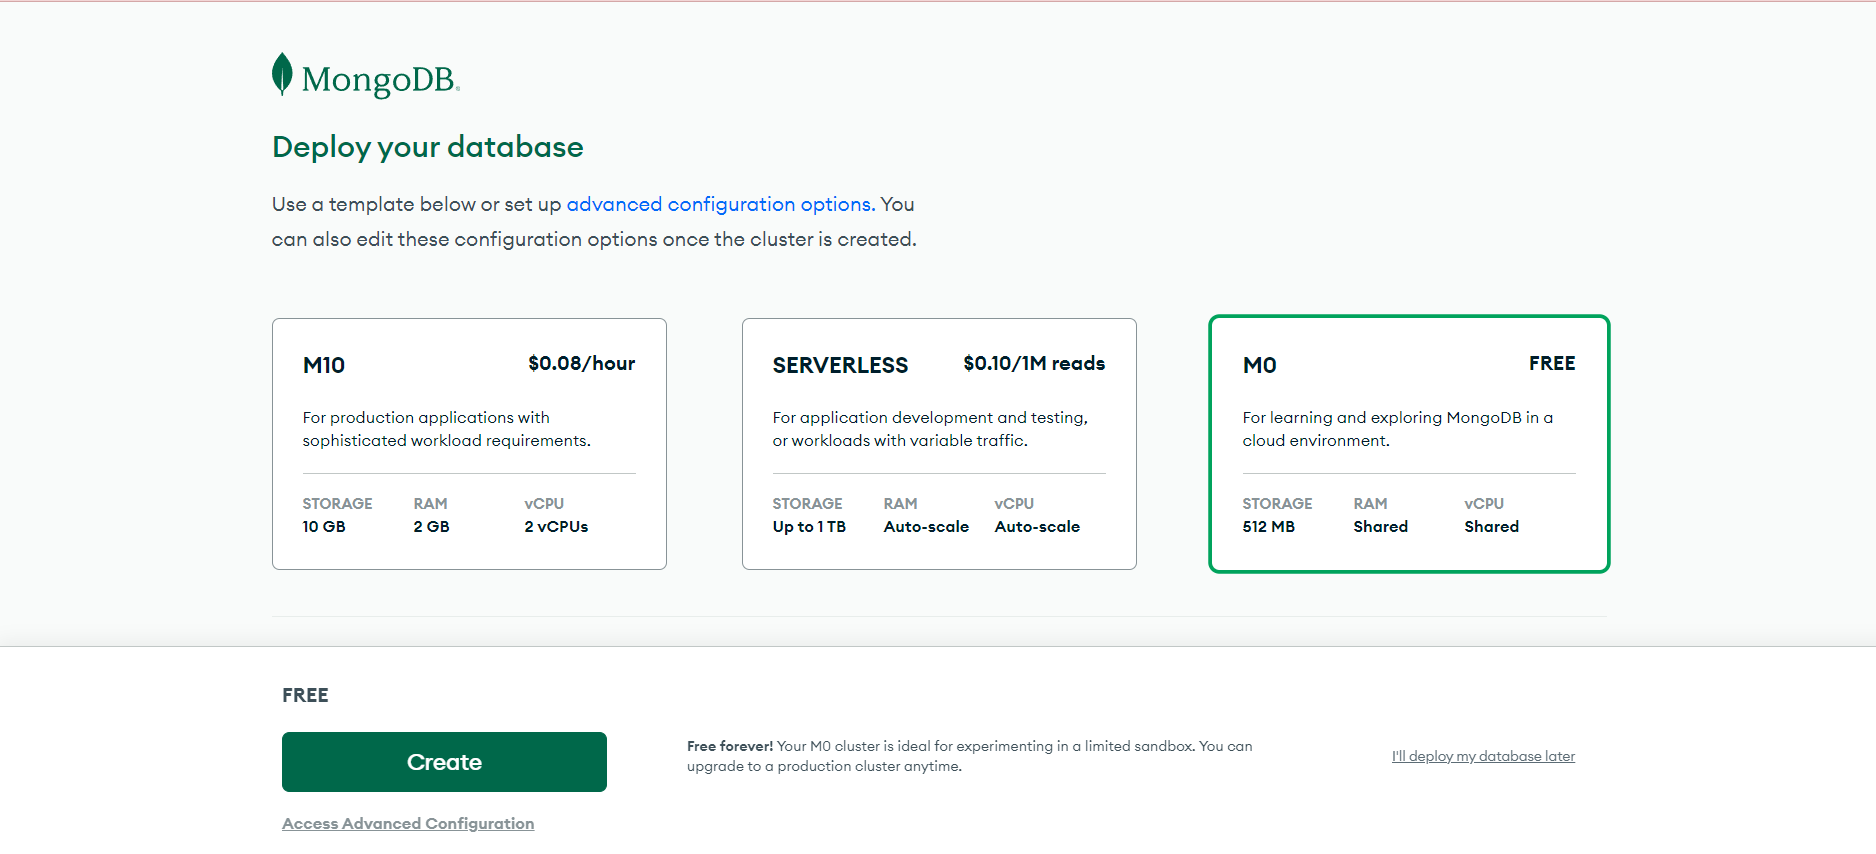 MongoDB.
Deploy your database
Use a template below or set up advanced configuration options. You
can also edit these configuration options once the cluster is created.
M10 $0.08/hour
For production applications with
sophisticated workload requirements.
STORAGE RAM vCPU
10 GB 2 GB 2 vCPUs
SERVERLESS $0.10/1M reads
For application development and testing,
or workloads with variable traffic.
STORAGE RAM vCPU
Up to 1 TB Auto-scale Auto-scale
M0 FREE
For learning and exploring MongoDB in a
cloud environment.
STORAGE RAM vCPU
512 MB Shared Shared
FREE
Create
Free forever! Your M0 cluster is ideal for experimenting in a limited sandbox. You can
upgrade to a production cluster anytime.
I'll deploy my database later
Access Advanced Configuration